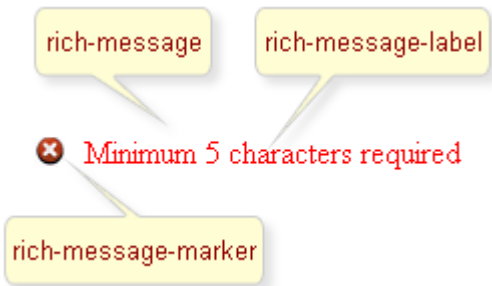 rich-message
rich-message-label
Minimum 5 characters required
rich-message-marker